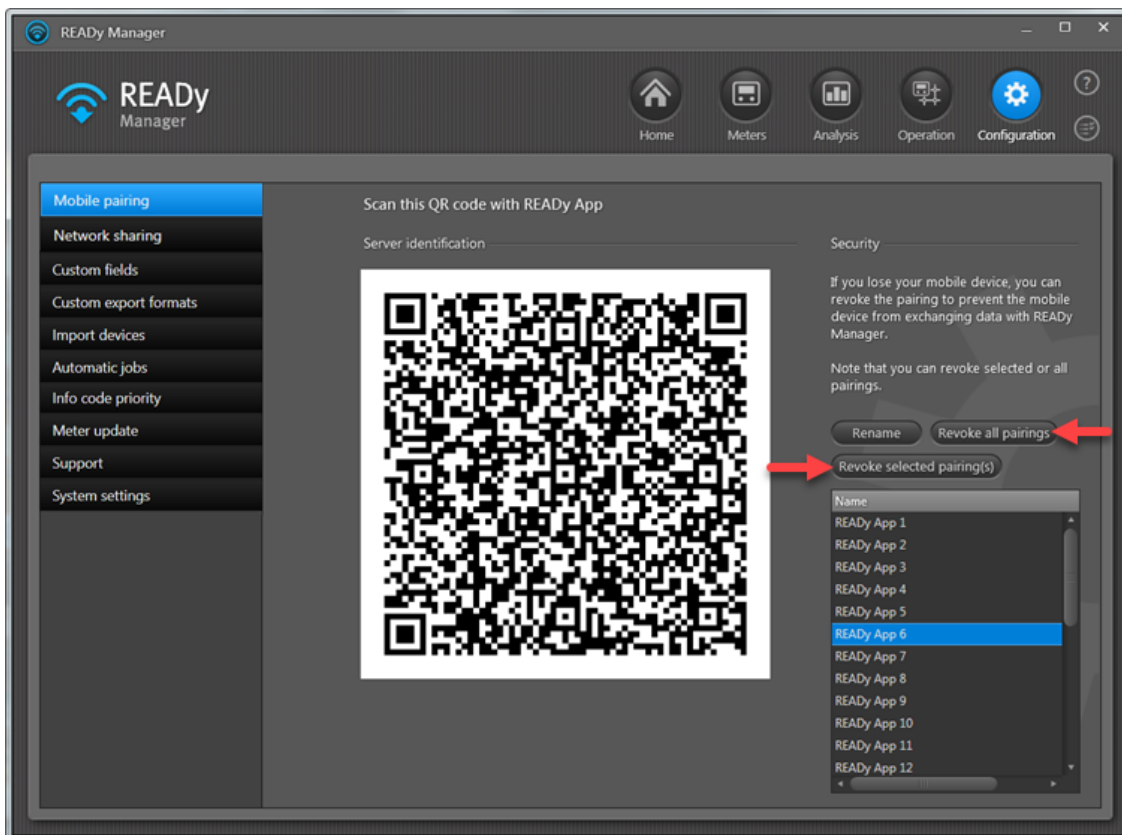 READy Manager
READy
Manager
Home
Meters
Analysis
Operation
Configuration
?
Mobile pairing
Network sharing
Custom fields
Custom export formats
Import devices
Automatic jobs
Info code priority
Meter update
Support
System settings
Scan this QR code with READy App
Server identification
Security
If you lose your mobile device, you can
revoke the pairing to prevent the mobile
device from exchanging data with READy
Manager.
Note that you can revoke selected or all
pairings.
Rename
Revoke all pairings
Revoke selected pairing(s)
Name
READy App 1
READy App 2
READy App 3
READy App 4
READy App 5
READy App 6
READy App 7
READy App 8
READy App 9
READy App 10
READy App 11
READy App 12